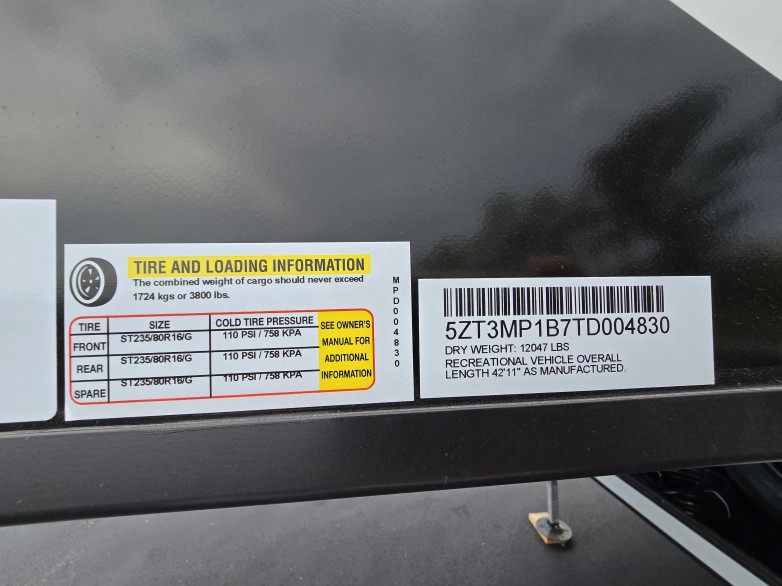 TIRE AND LOADING INFORMATION
The combined weight of cargo should never exceed
1724 kgs or 3800 lbs.
TIRE SIZE COLD TIRE PRESSURE
FRONT ST235/80R16/G 110 PSI / 758 KPA
REAR ST235/80R16/G 110 PSI / 758 KPA
SPARE ST235/80R16/G 110 PSI / 758 KPA
SEE OWNER'S
MANUAL FOR
ADDITIONAL
INFORMATION
MPD004830
5ZT3MP1B7TD004830
DRY WEIGHT: 12047 LBS
RECREATIONAL VEHICLE OVERALL
LENGTH 42'11" AS MANUFACTURED.